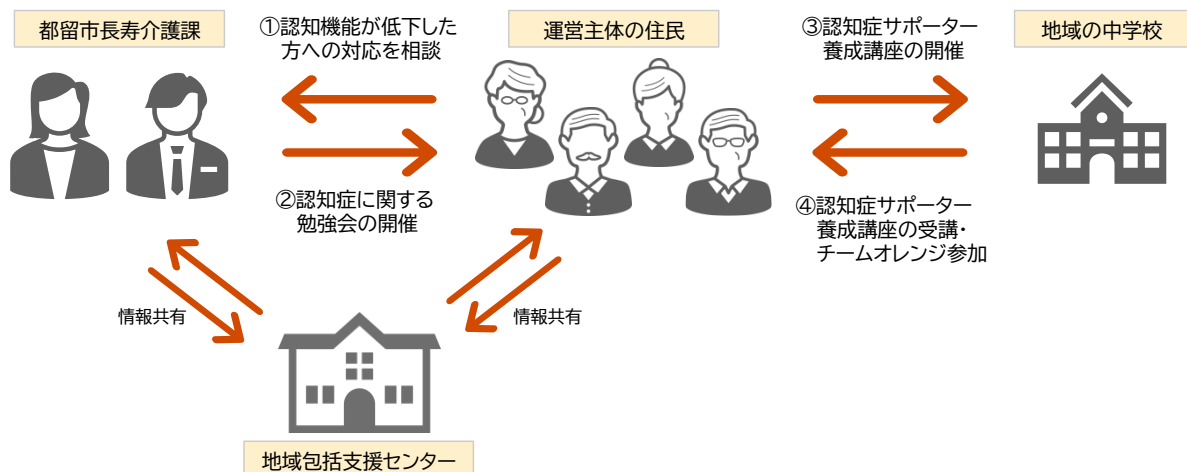 都留市長寿介護課
①認知機能が低下した
方への対応を相談
運営主体の住民
③認知症サポーター
養成講座の開催
地域の中学校
②認知症に関する
勉強会の開催
④認知症サポーター
養成講座の受講・
チームオレンジ参加
情報共有
情報共有
地域包括支援センター